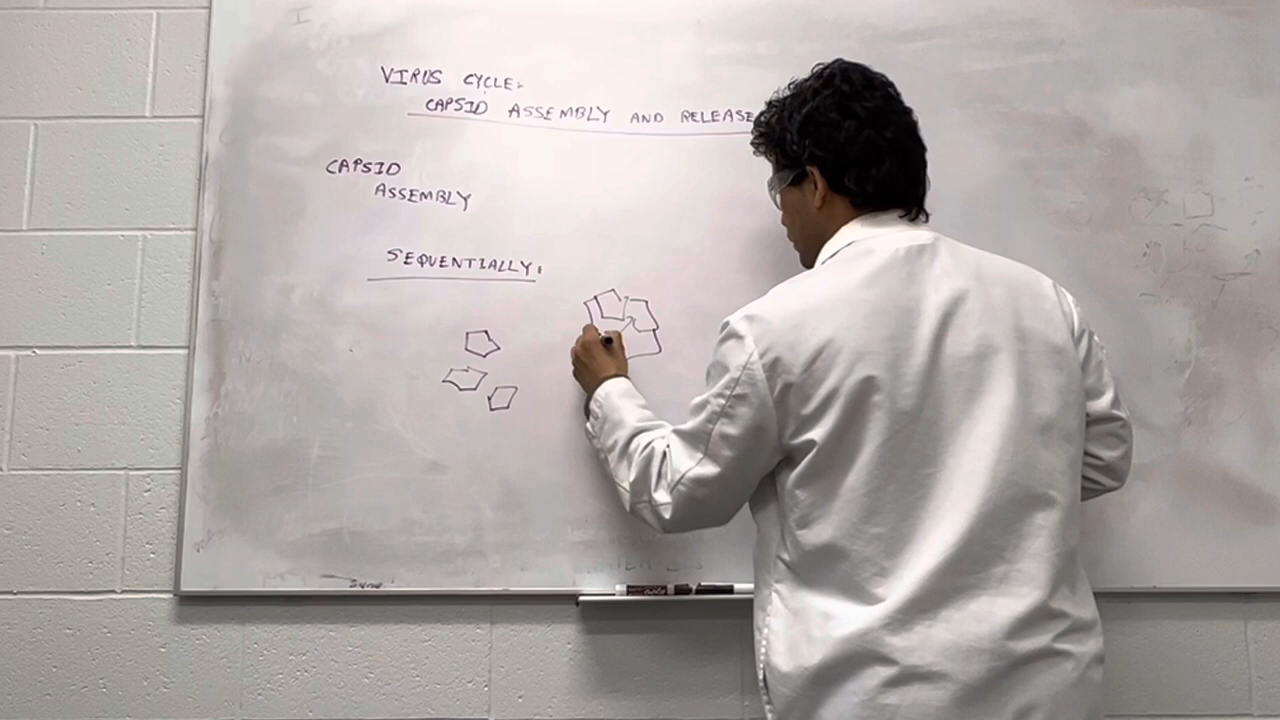 VIRUS CYCLE:
CAPSID ASSEMBLY AND RELEASE
CAPSID
ASSEMBLY
SEQUENTIALLY: